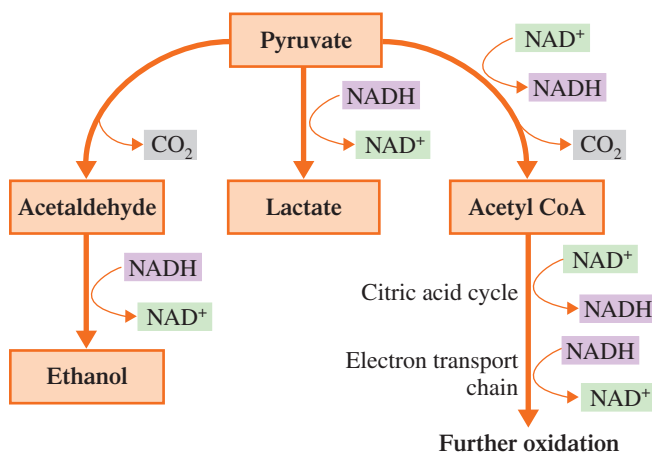 Pyruvate
NAD⁺
NADH
NADH
NAD⁺
CO₂
CO₂
Acetaldehyde
Lactate
Acetyl CoA
NADH
NAD⁺
NAD⁺
Citric acid cycle
NADH
NADH
Electron transport
chain
NAD⁺
Ethanol
Further oxidation